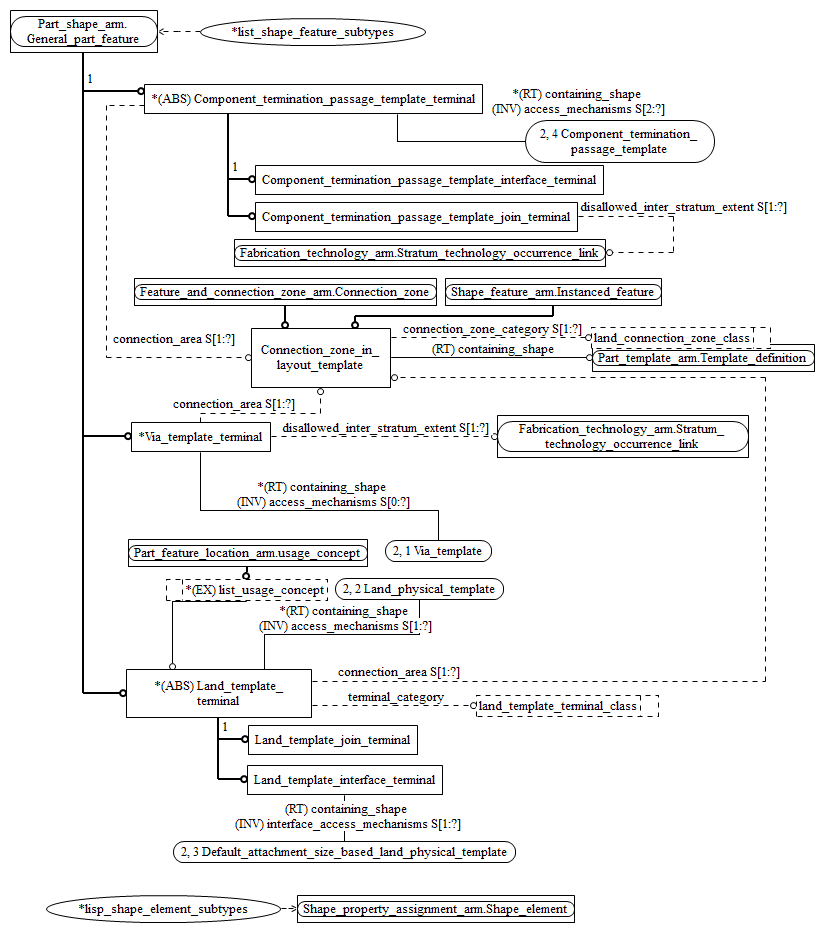 Part_shape_arm.
General_part_feature
*list_shape_feature_subtypes
1
*(ABS) Component_termination_passage_template_terminal
*(RT) containing_shape
(INV) access_mechanisms S[2:?]
2, 4 Component_termination_
passage_template
1
Component_termination_passage_template_interface_terminal
Component_termination_passage_template_join_terminal
disallowed_inter_stratum_extent S[1:?]
Fabrication_technology_arm.Stratum_technology_occurrence_link
Feature_and_connection_zone_arm.Connection_zone
Shape_feature_arm.Instanced_feature
connection_area S[1:?]
Connection_zone_in_
layout_template
connection_zone_category S[1:?]
land_connection_zone_class
(RT) containing_shape
Part_template_arm.Template_definition
connection_area S[1:?]
*Via_template_terminal
disallowed_inter_stratum_extent S[1:?]
Fabrication_technology_arm.Stratum_
technology_occurrence_link
*(RT) containing_shape
(INV) access_mechanisms S[0:?]
2, 1 Via_template
Part_feature_location_arm.usage_concept
*(EX) list_usage_concept
2, 2 Land_physical_template
*(RT) containing_shape
(INV) access_mechanisms S[1:?]
*(ABS) Land_template_
terminal
connection_area S[1:?]
terminal_category
land_template_terminal_class
1
Land_template_join_terminal
Land_template_interface_terminal
(RT) containing_shape
(INV) interface_access_mechanisms S[1:?]
2, 3 Default_attachment_size_based_land_physical_template
*lisp_shape_element_subtypes
Shape_property_assignment_arm.Shape_element